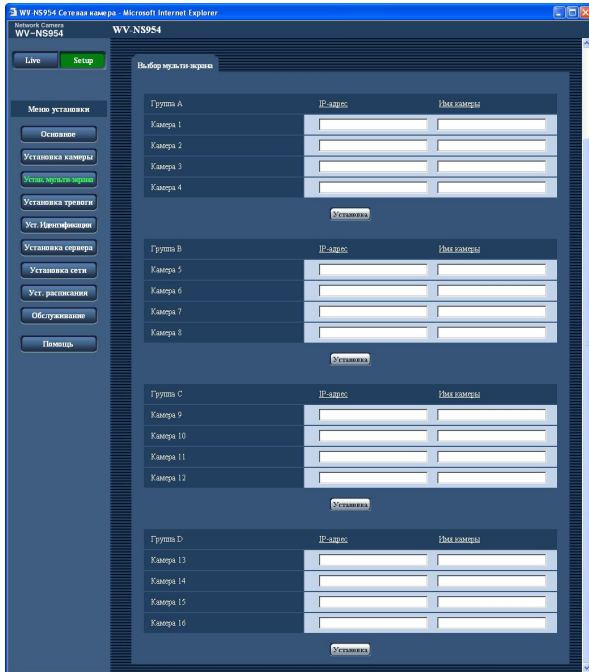 WV-NS954 Сетевая камера - Microsoft Internet Explorer
Network Camera
WV-NS954
WV-NS954
Live Setup
Выбор мульти-экрана
Меню установки
Основное
Установка камеры
Устан. мульти-экрана
Установка тревоги
Уст. Идентификации
Установка сервера
Установка сети
Уст. расписания
Обслуживание
Помощь
Группа A IP-адрес Имя камеры
Камера 1
Камера 2
Камера 3
Камера 4
Установка
Группа B IP-адрес Имя камеры
Камера 5
Камера 6
Камера 7
Камера 8
Установка
Группа C IP-адрес Имя камеры
Камера 9
Камера 10
Камера 11
Камера 12
Установка
Группа D IP-адрес Имя камеры
Камера 13
Камера 14
Камера 15
Камера 16
Установка